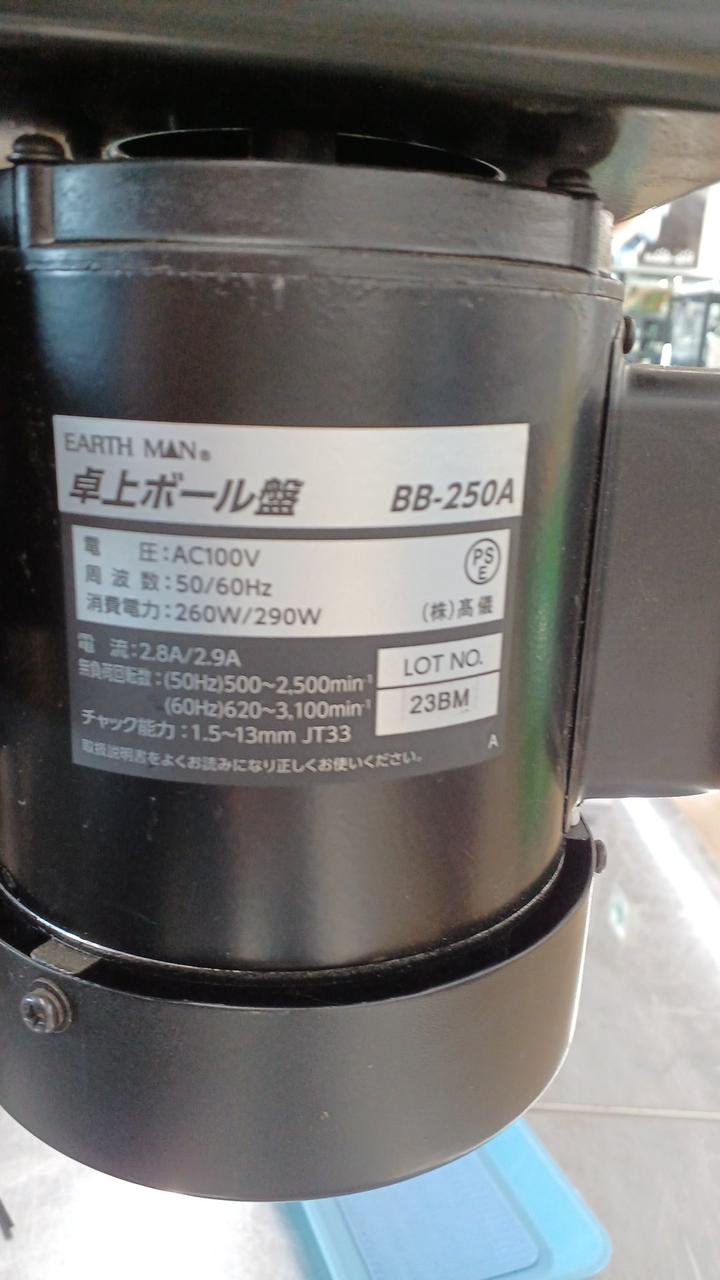 EARTH MAN®
卓上ボール盤 BB-250A
電圧:AC100V
周波数:50/60Hz
消費電力:260W/290W
PS
E
(株)髙儀
電流:2.8A/2.9A
無負荷回転数:(50Hz)500~2,500min-1
(60Hz)620~3,100min-1
チャック能力:1.5~13mm JT33
LOT NO.
23BM
取扱説明書をよくお読みになり正しくお使いください。
A